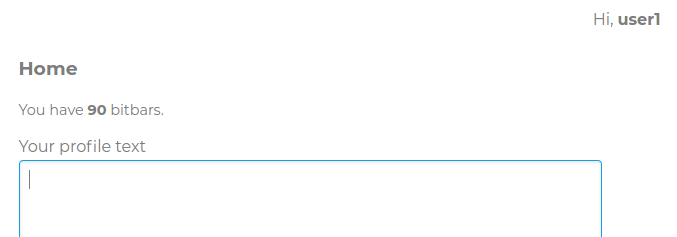 Hi, user1
Home
You have 90 bitbars.
Your profile text